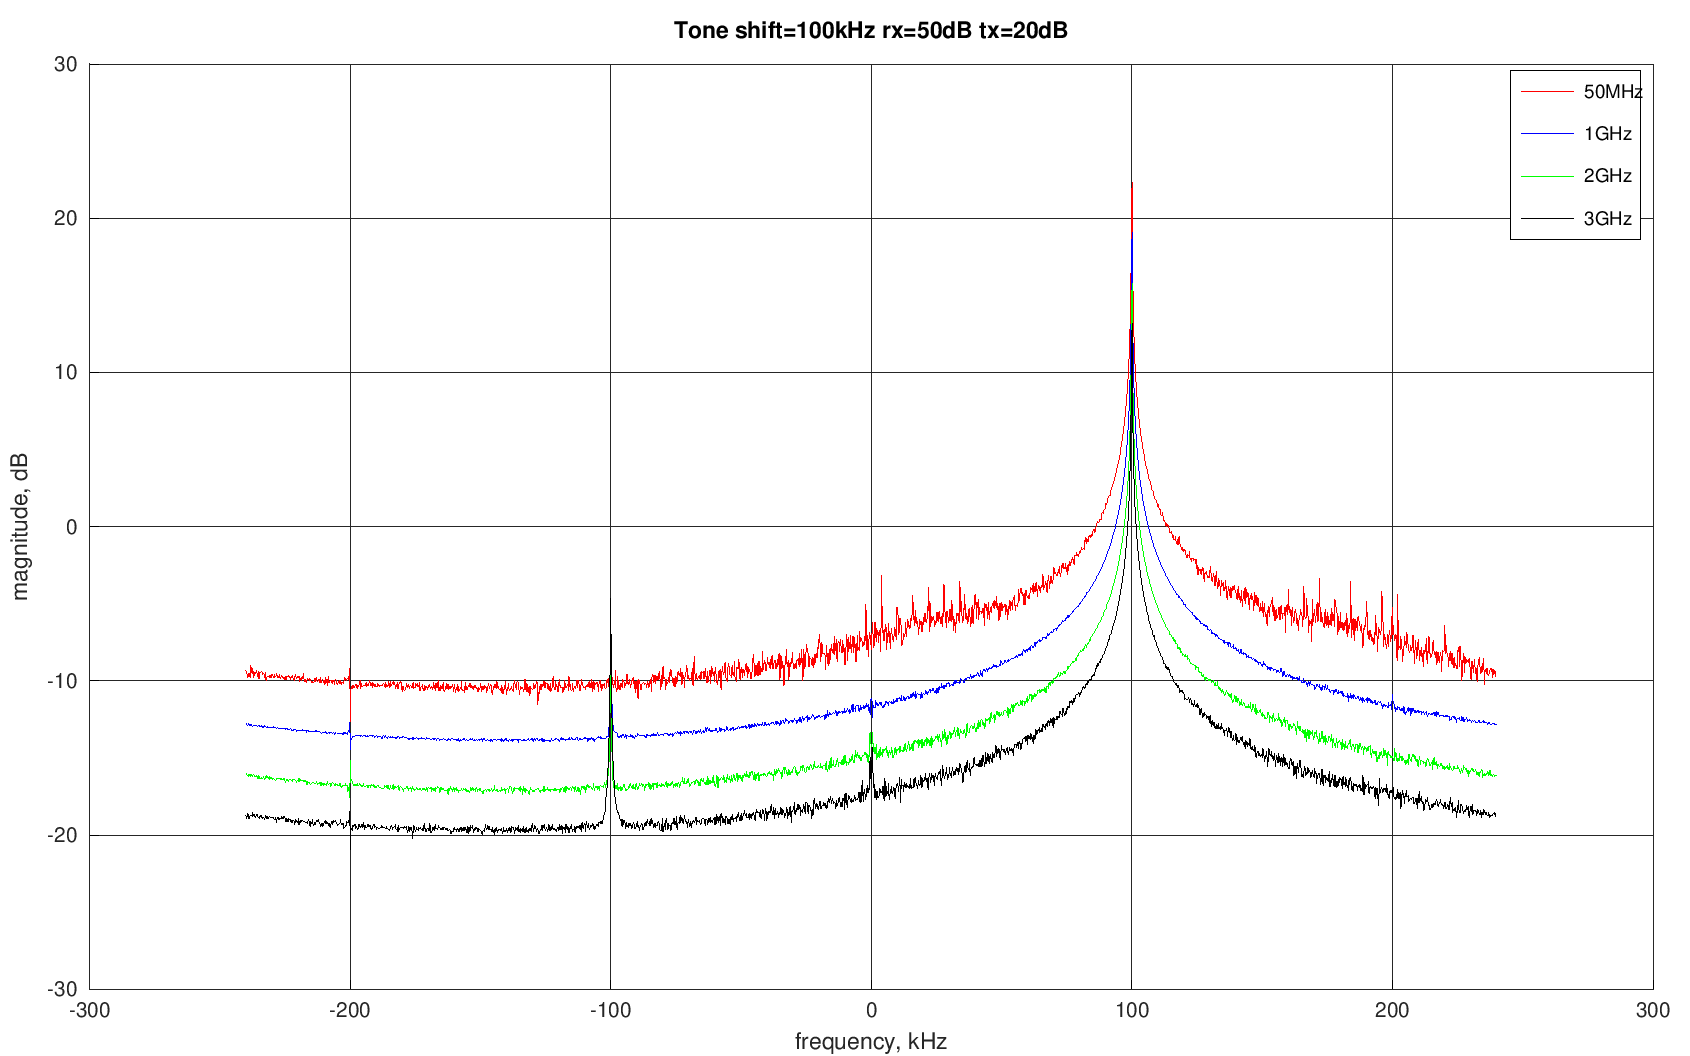 Tone shift=100kHz rx=50dB tx=20dB
30
20
10
0
-10
-20
-30
magnitude, dB
-300
-200
-100
0
100
200
300
frequency, kHz
50MHz
1GHz
2GHz
3GHz